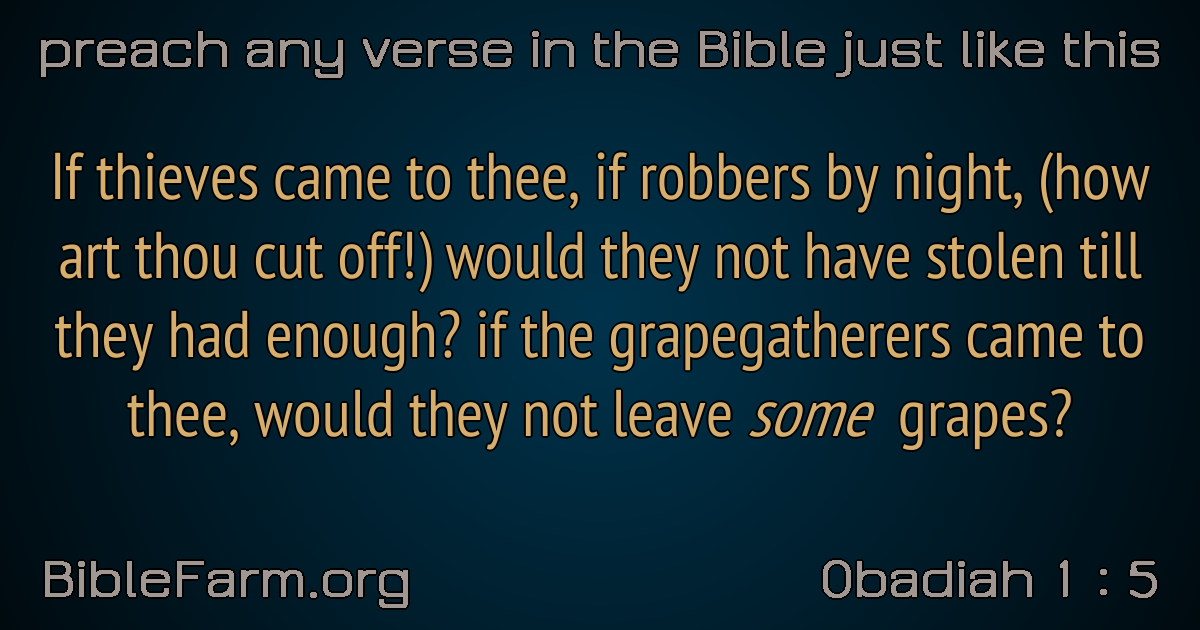 preach any verse in the Bible just like this
If thieves came to thee, if robbers by night, (how
art thou cut off!) would they not have stolen till
they had enough? if the grapegatherers came to
thee, would they not leave some grapes?
BibleFarm.org
Obadiah 1 : 5